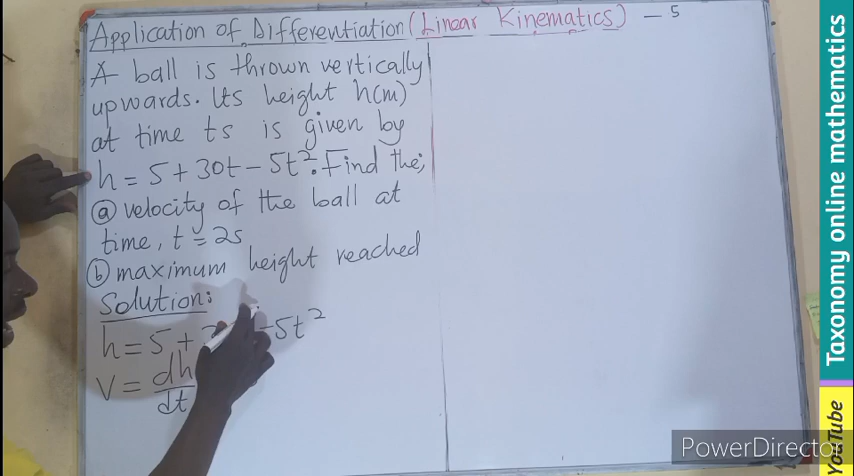 Application of Differentiation (Linear Kinematics) - 5
A ball is thrown vertically
upwards. Its height h(m)
at time ts is given by
h = 5 + 30t - 5t². Find the;
(a) velocity of the ball at
time, t = 2s
(b) maximum height reached
Solution:
h = 5 + - 5t²
V = dh
dt
Taxonomy online mathematics
YouTube
PowerDirector